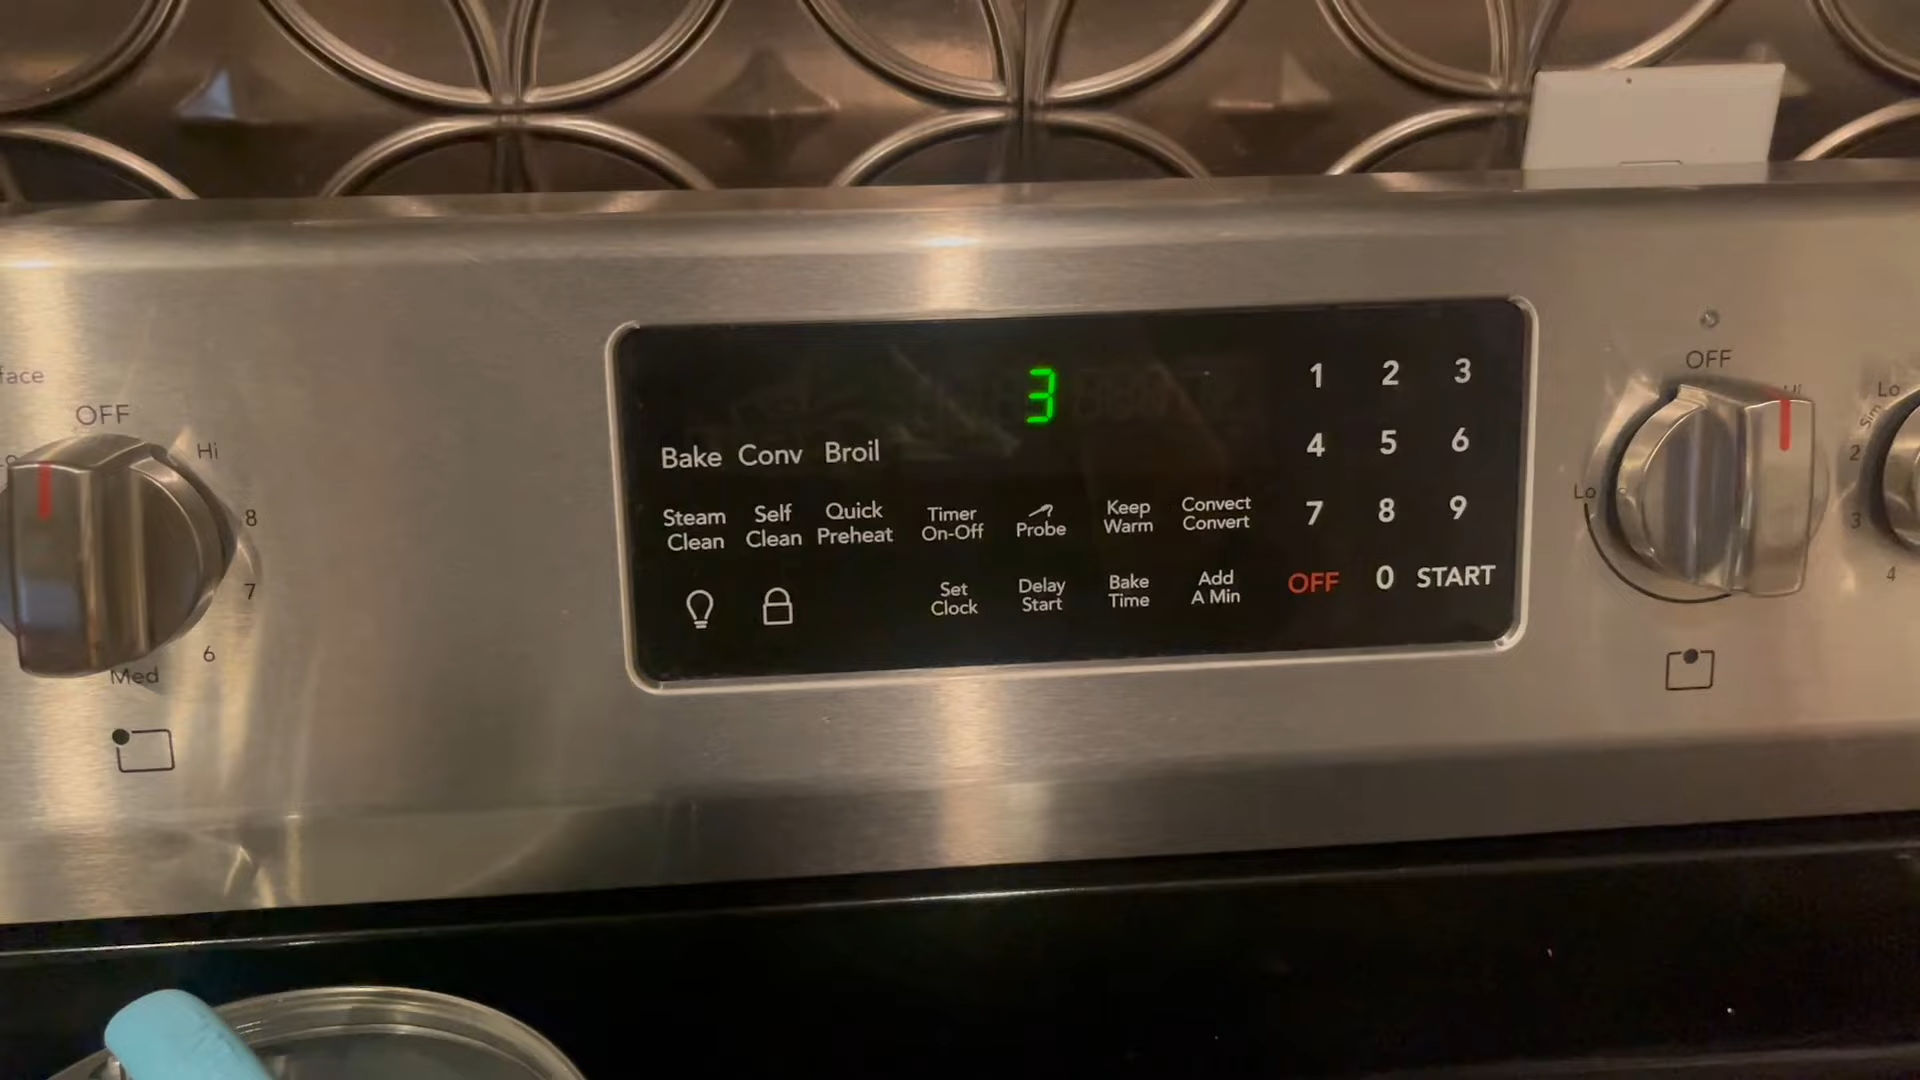 face
OFF
Hi
8
7
6
Med
3
Bake Conv Broil
Steam Clean
Self Clean
Quick Preheat
Timer On-Off
Probe
Keep Warm
Convect Convert
Set Clock
Delay Start
Bake Time
Add A Min
1 2 3
4 5 6
7 8 9
OFF 0 START
OFF
Lo
Lo
Sim
2
3
4